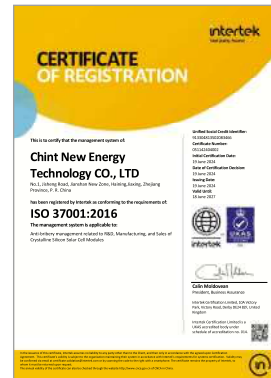 intertek
Total Quality. Assured.
CERTIFICATE
OF REGISTRATION
This is to certify that the management system of:
Chint New Energy
Technology CO., LTD
No.1, Jisheng Road, Jianshan New Zone, Haining, Jiaxing, Zhejiang
Province, P. R. China
has been registered by Intertek as conforming to the requirements of:
ISO 37001:2016
The management system is applicable to:
Anti-bribery management related to R&D, Manufacturing, and Sales of
Crystalline Silicon Solar Cell Modules
Unified Social Credit Identifier:
Certificate Number:
Initial Certification Date:
19 June 2024
Date of Certification Decision:
19 June 2024
Issuing Date:
19 June 2024
Valid Until:
18 June 2027
intertek
UKAS
Calin Moldovean
President, Business Assurance
Intertek Certification Limited, 10A Victory
Park, Victory Road, Derby DE24 8ZF, United
Kingdom
Intertek Certification Limited is a
UKAS accredited body under
schedule of accreditation no. 014.
in